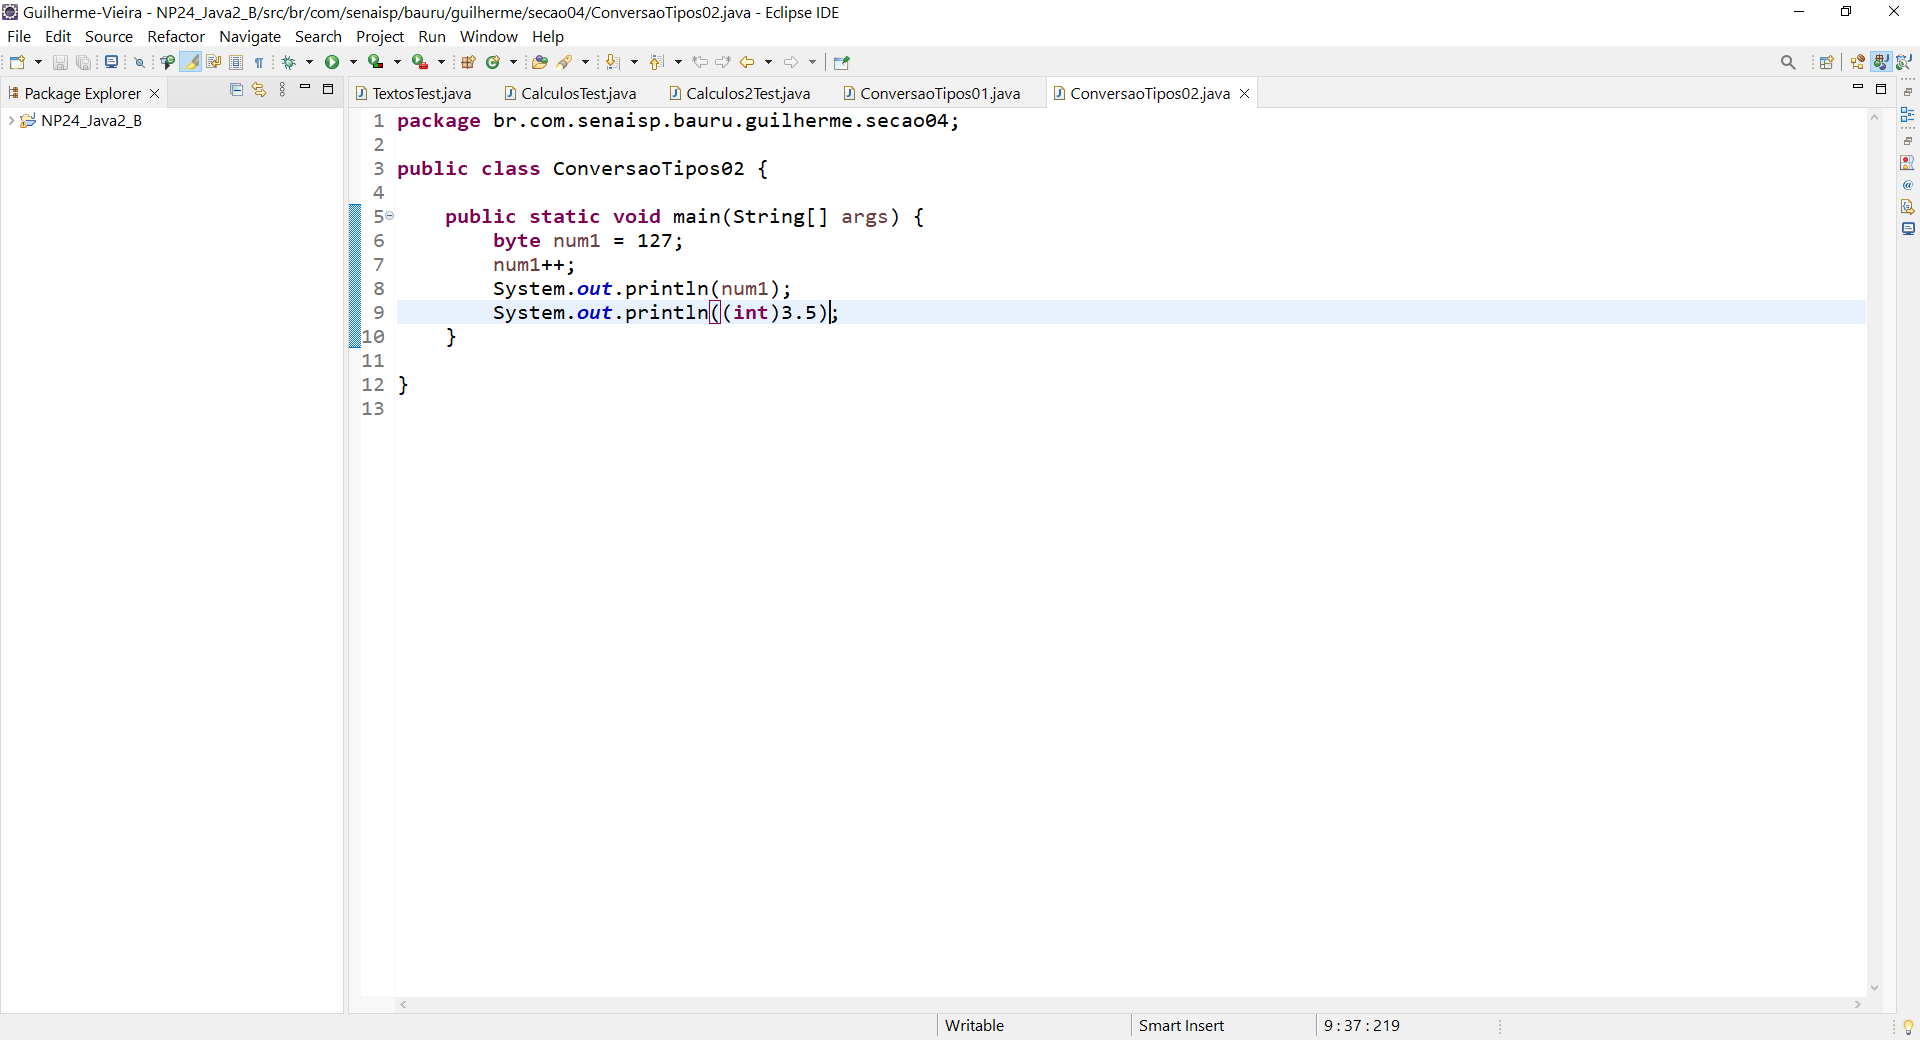 Guilherme-Vieira - NP24_Java2_B/src/br/com/senaisp/bauru/guilherme/secao04/ConversaoTipos02.java - Eclipse IDE
File Edit Source Refactor Navigate Search Project Run Window Help
Package Explorer
NP24_Java2_B
TextosTest.java CalculosTest.java Calculos2Test.java ConversaoTipos01.java ConversaoTipos02.java
1 package br.com.senaisp.bauru.guilherme.secao04;
2
3 public class ConversaoTipos02 {
4
5 public static void main(String[] args) {
6 byte num1 = 127;
7 num1++;
8 System.out.println(num1);
9 System.out.println((int)3.5);
10 }
11
12 }
13
Writable Smart Insert 9 : 37 : 219